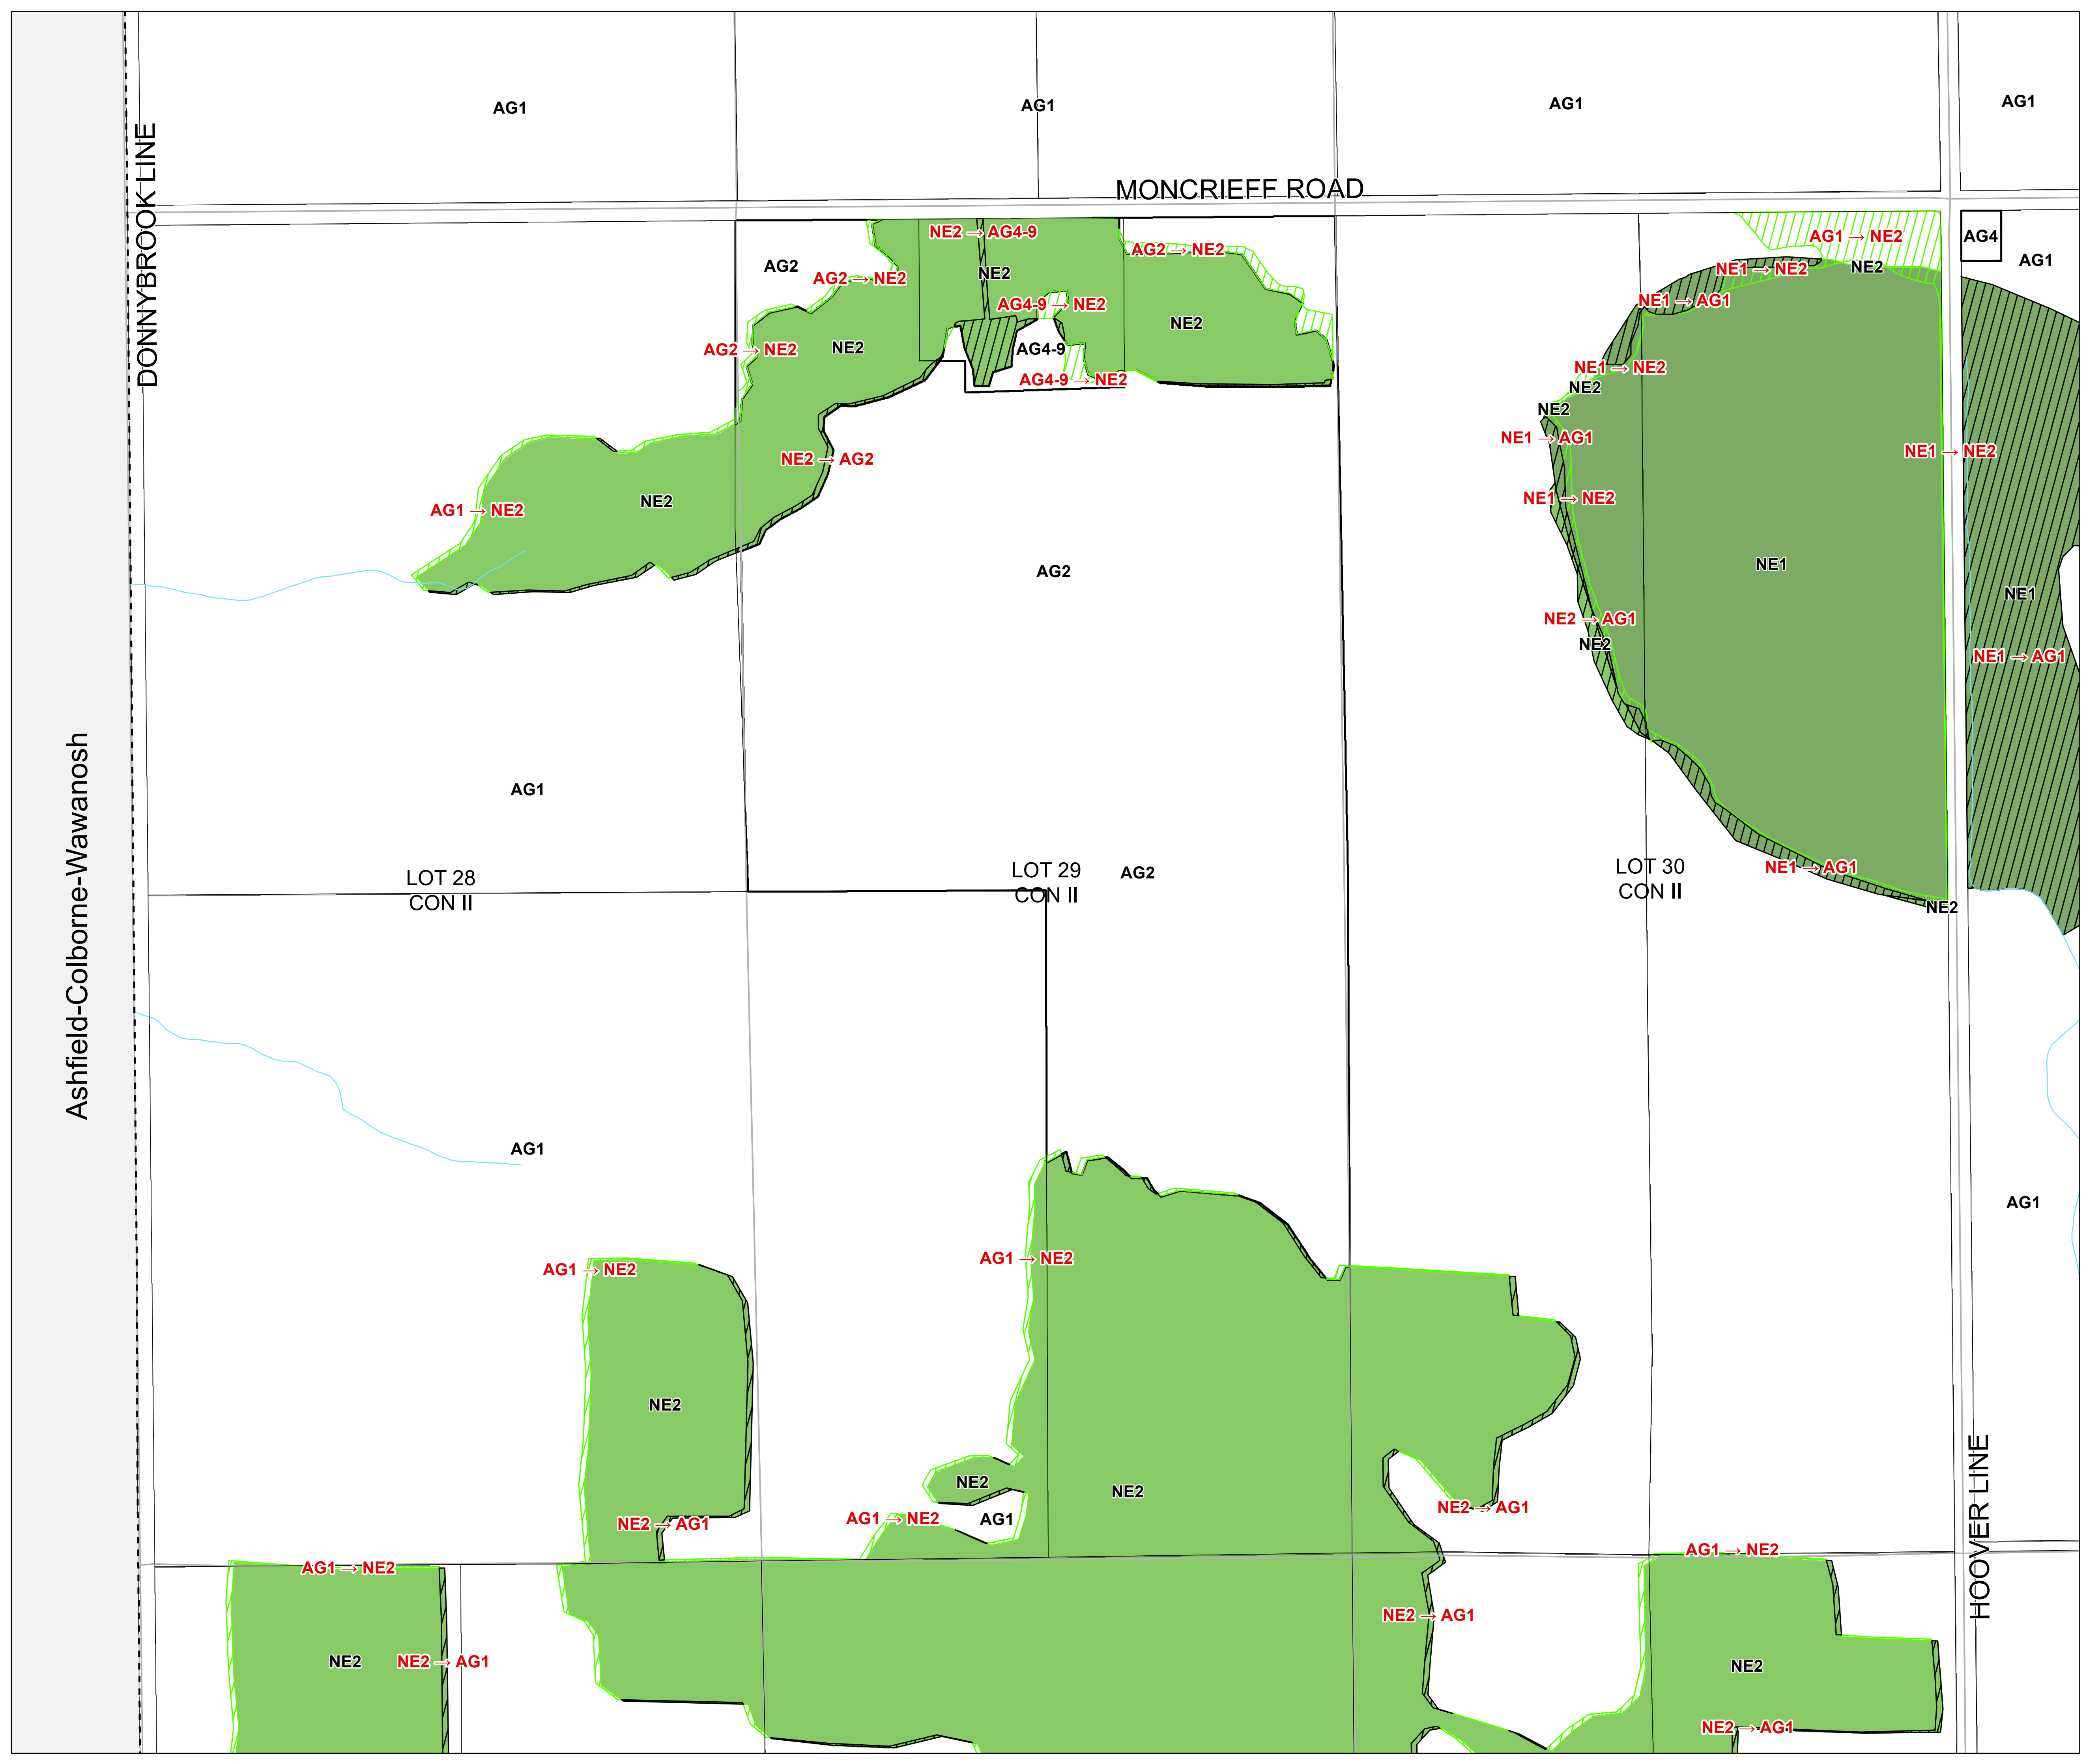 AG1
AG1
AG1
AG1
DONNYBROOK LINE
MONCRIEFF ROAD
NE2 → AG4-9
AG2 → NE2
AG1 → NE2
AG4
AG2
AG2 → NE2
NE2
NE1 → NE2
NE2
AG1
AG4-9 → NE2
NE1 → AG1
NE2
AG2 → NE2
NE2
AG4-9
AG4-9 → NE2
NE1 → NE2
NE2
NE2
NE2 → AG2
NE1 → AG1
NE1 → NE2
AG1 → NE2
NE2
NE1 → NE2
AG2
NE1
NE1
NE2 → AG1
NE2
NE1 → AG1
AG1
LOT 28
CON II
LOT 29
CON II
AG2
LOT 30
CON II
NE1 → AG1
NE2
Ashfield-Colborne-Wawanosh
AG1
AG1
AG1 → NE2
AG1 → NE2
NE2
NE2
NE2
NE2 → AG1
AG1 → NE2
AG1
NE2 → AG1
HOOVER LINE
AG1 → NE2
AG1 → NE2
NE2 → AG1
NE2
NE2 → AG1
NE2
NE2 → AG1